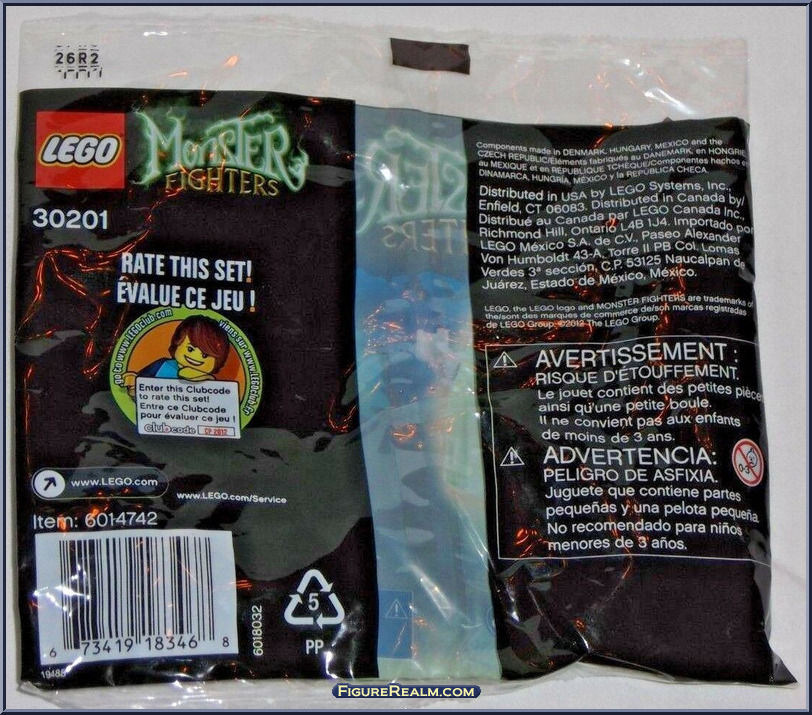 26R2
LEGO
MONSTER
FIGHTERS
30201
RATE THIS SET!
ÉVALUE CE JEU !
go to www.LEGOclub.com
Enter this Clubcode
to rate this set!
Entre ce Clubcode
pour évaluer ce jeu !
clubcode CP 2012
www.LEGO.com
www.LEGO.com/Service
Item: 6014742
6 73419 18346 8
5
PP
6018032
Components made in DENMARK, HUNGARY, MEXICO and the
CZECH REPUBLIC/Éléments fabriqués au DANEMARK, en HONGRIE
au MEXIQUE et en RÉPUBLIQUE TCHÈQUE/Componentes hechos en
DINAMARCA, HUNGRÍA, MÉXICO y la REPÚBLICA CHECA.
Distributed in USA by LEGO Systems, Inc.,
Enfield, CT 06083. Distributed in Canada by/
Distribué au Canada par LEGO Canada Inc.,
Richmond Hill, Ontario L4B 1J4. Importado por
LEGO México S.A. de C.V., Paseo Alexander
Von Humboldt 43-A, Torre II PB Col. Lomas
Verdes 3ª sección, C.P. 53125 Naucalpan de
Juárez, Estado de México, México.
LEGO, the LEGO logo and MONSTER FIGHTERS are trademarks of
the/sont des marques de commerce de/son marcas registradas
de LEGO Group. ©2012 The LEGO Group.
AVERTISSEMENT :
RISQUE D'ÉTOUFFEMENT.
Le jouet contient des petites pièces
ainsi qu'une petite boule.
Il ne convient pas aux enfants
de moins de 3 ans.
ADVERTENCIA:
PELIGRO DE ASFIXIA.
Juguete que contiene partes
pequeñas y una pelota pequeña.
No recomendado para niños
menores de 3 años.
0-3
FIGUREREALM.COM